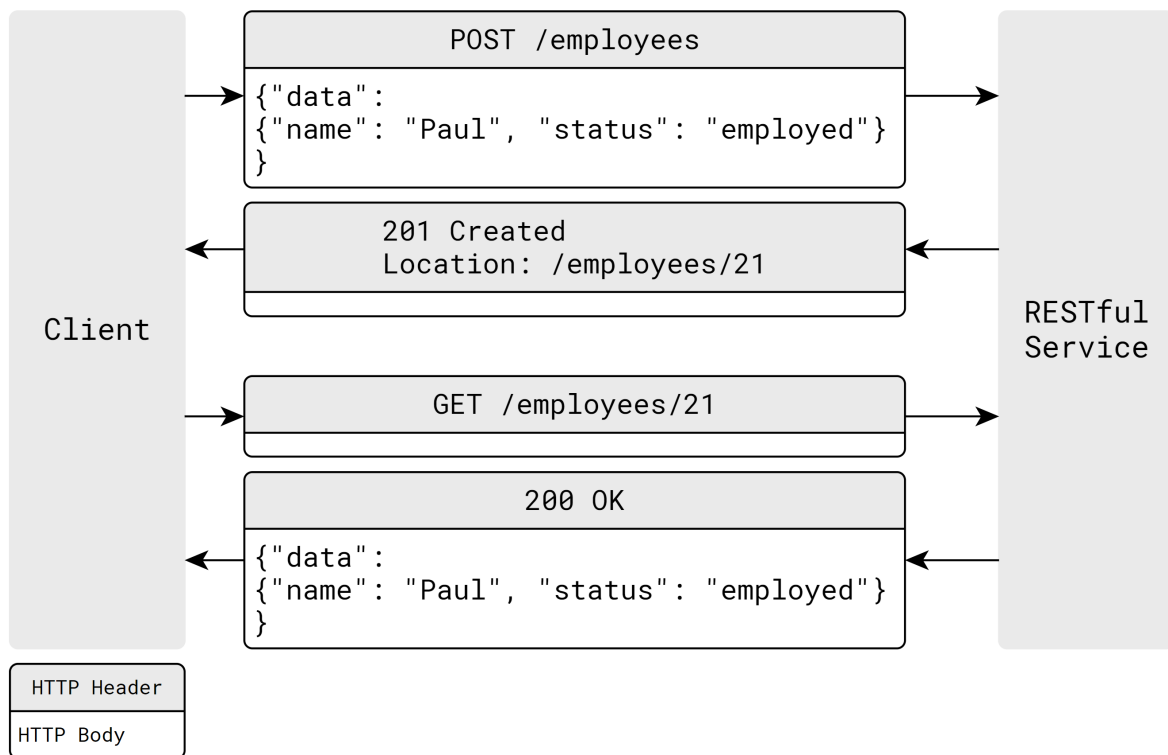 POST /employees
{"data":
{"name": "Paul", "status": "employed"}
}
201 Created
Location: /employees/21
Client
RESTful
Service
GET /employees/21
200 OK
{"data":
{"name": "Paul", "status": "employed"}
}
HTTP Header
HTTP Body